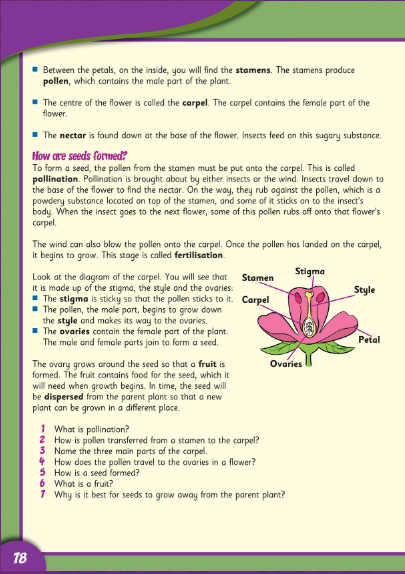 Between the petals, on the inside, you will find the stamens. The stamens produce
pollen, which contains the male part of the plant.
The centre of the flower is called the carpel. The carpel contains the female part of the
flower.
The nectar is found down at the base of the flower. Insects feed on this sugary substance.
How are seeds formed?
To form a seed, the pollen from the stamen must be put onto the carpel. This is called
pollination. Pollination is brought about by either insects or the wind. Insects travel down to
the base of the flower to find the nectar. On the way, they rub against the pollen, which is a
powdery substance located on top of the stamen, and some of it sticks on to the insect's
body. When the insect goes to the next flower, some of this pollen rubs off onto that flower's
carpel.
The wind can also blow the pollen onto the carpel. Once the pollen has landed on the carpel,
it begins to grow. This stage is called fertilisation.
Look at the diagram of the carpel. You will see that
it is made up of the stigma, the style and the ovaries:
The stigma is sticky so that the pollen sticks to it.
The pollen, the male part, begins to grow down
the style and makes its way to the ovaries.
The ovaries contain the female part of the plant.
The male and female parts join to form a seed.
Stigma
Stamen
Style
Carpel
Petal
Ovaries
The ovary grows around the seed so that a fruit is
formed. The fruit contains food for the seed, which it
will need when growth begins. In time, the seed will
be dispersed from the parent plant so that a new
plant can be grown in a different place.
1 What is pollination?
2 How is pollen transferred from a stamen to the carpel?
3 Name the three main parts of the carpel.
4 How does the pollen travel to the ovaries in a flower?
5 How is a seed formed?
6 What is a fruit?
7 Why is it best for seeds to grow away from the parent plant?
78